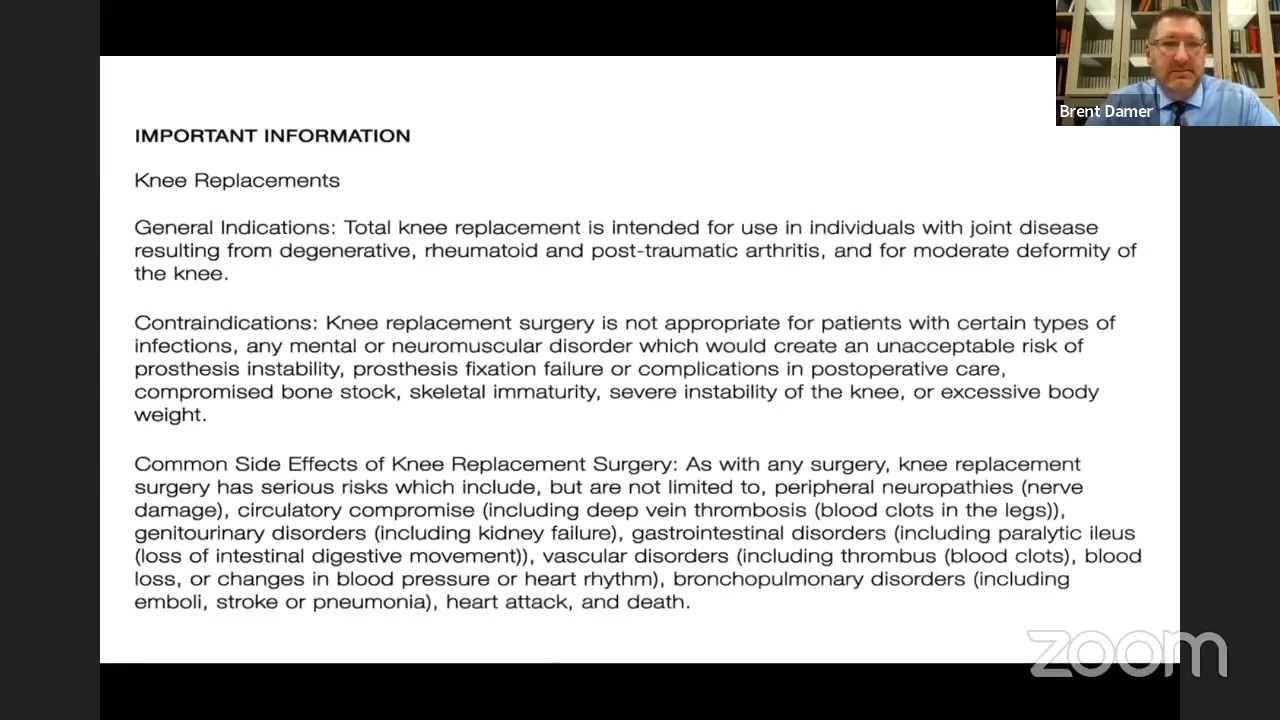 Brent Damer
IMPORTANT INFORMATION
Knee Replacements
General Indications: Total knee replacement is intended for use in individuals with joint disease
resulting from degenerative, rheumatoid and post-traumatic arthritis, and for moderate deformity of
the knee.
Contraindications: Knee replacement surgery is not appropriate for patients with certain types of
infections, any mental or neuromuscular disorder which would create an unacceptable risk of
prosthesis instability, prosthesis fixation failure or complications in postoperative care,
compromised bone stock, skeletal immaturity, severe instability of the knee, or excessive body
weight.
Common Side Effects of Knee Replacement Surgery: As with any surgery, knee replacement
surgery has serious risks which include, but are not limited to, peripheral neuropathies (nerve
damage), circulatory compromise (including deep vein thrombosis (blood clots in the legs)),
genitourinary disorders (including kidney failure), gastrointestinal disorders (including paralytic ileus
(loss of intestinal digestive movement)), vascular disorders (including thrombus (blood clots), blood
loss, or changes in blood pressure or heart rhythm), bronchopulmonary disorders (including
emboli, stroke or pneumonia), heart attack, and death.
zoom